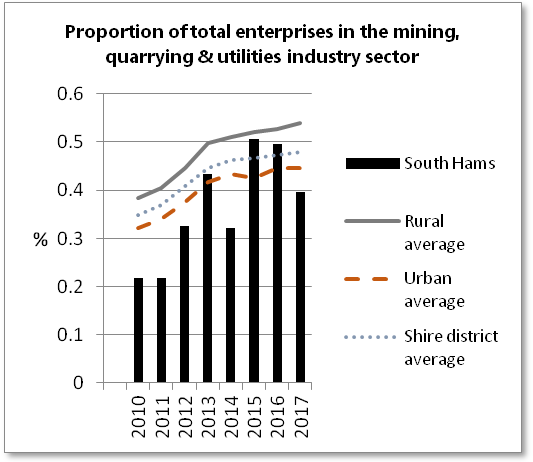 Proportion of total enterprises in the mining,
quarrying & utilities industry sector
0.6
0.5
0.4
0.3
0.2
0.1
0
%
2010
2011
2012
2013
2014
2015
2016
2017
South Hams
Rural
average
Urban
average
Shire district
average